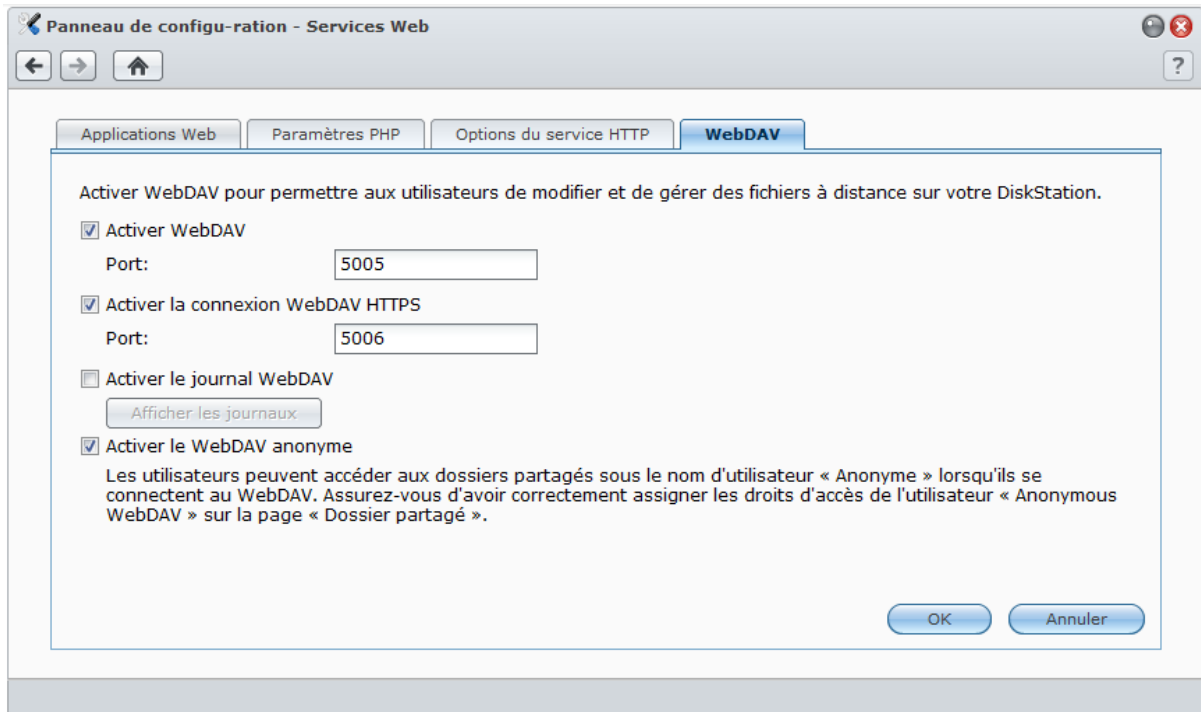 Panneau de configu-ration - Services Web
?
Applications Web
Paramètres PHP
Options du service HTTP
WebDAV
Activer WebDAV pour permettre aux utilisateurs de modifier et de gérer des fichiers à distance sur votre DiskStation.
Activer WebDAV
Port:
5005
Activer la connexion WebDAV HTTPS
Port:
5006
Activer le journal WebDAV
Afficher les journaux
Activer le WebDAV anonyme
Les utilisateurs peuvent accéder aux dossiers partagés sous le nom d'utilisateur « Anonyme » lorsqu'ils se
connectent au WebDAV. Assurez-vous d'avoir correctement assigner les droits d'accès de l'utilisateur « Anonymous
WebDAV » sur la page « Dossier partagé ».
OK
Annuler